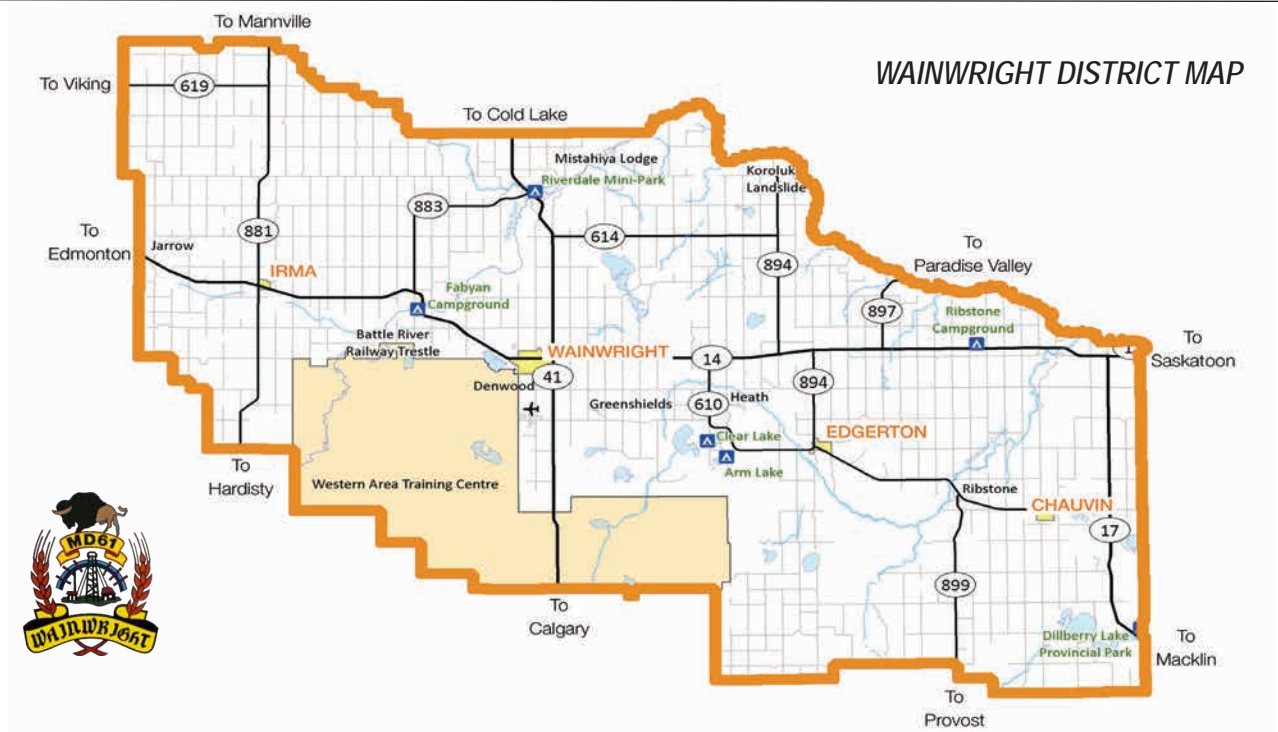 WAINWRIGHT DISTRICT MAP
To Mannville
To Viking
619
To Cold Lake
Mistahiya Lodge
Riverdale Mini-Park
Koroluk
Landslide
883
881
614
894
To
Edmonton
Jarrow
IRMA
To
Paradise Valley
Fabyan
Campground
897
Ribstone
Campground
Battle River
Railway Trestle
WAINWRIGHT
14
To
Saskatoon
Denwood
41
894
Greenshields
610
Heath
Clear Lake
EDGERTON
Arm Lake
To
Hardisty
Western Area Training Centre
Ribstone
CHAUVIN
17
MD61
WAINWRIGHT
899
To
Calgary
Dillberry Lake
Provincial Park
To
Macklin
To
Provost